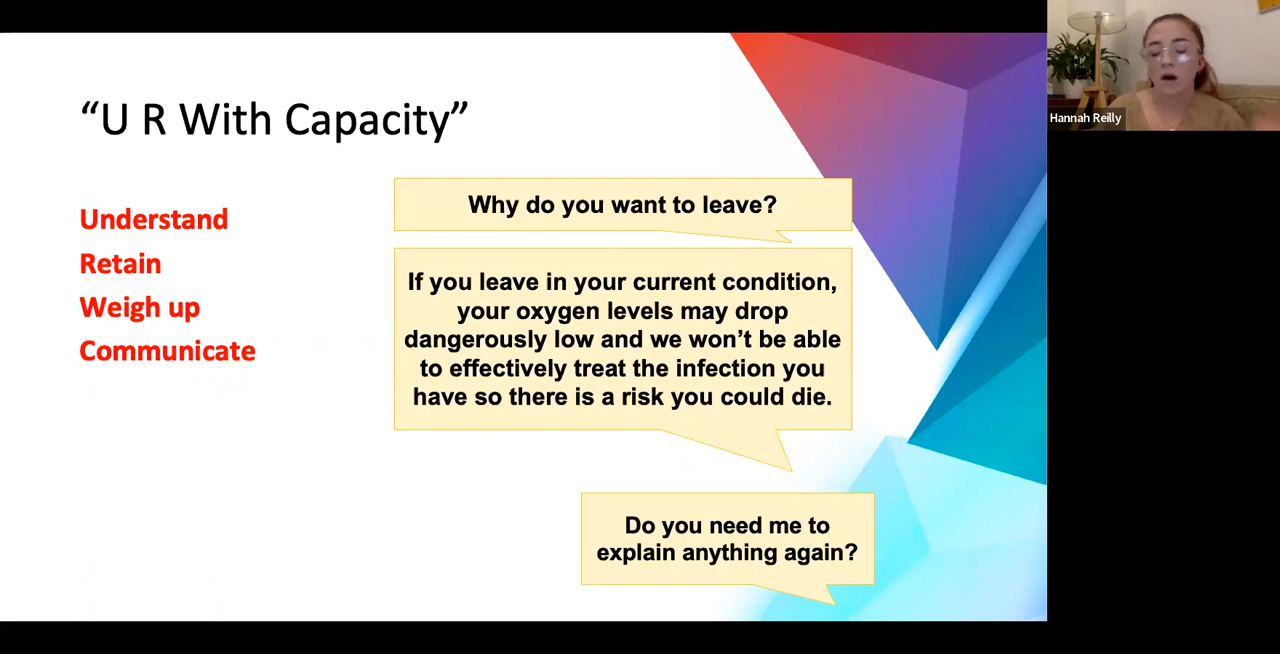 “U R With Capacity”
Understand
Retain
Weigh up
Communicate
Why do you want to leave?
If you leave in your current condition,
your oxygen levels may drop
dangerously low and we won’t be able
to effectively treat the infection you
have so there is a risk you could die.
Do you need me to
explain anything again?
Hannah Reilly